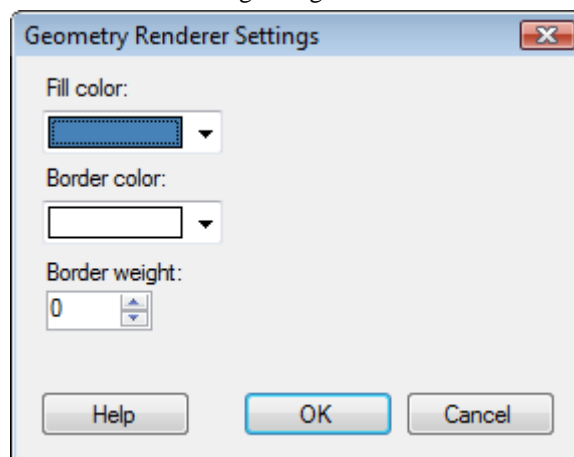 Geometry Renderer Settings
Fill color:
Border color:
Border weight:
0
Help OK Cancel